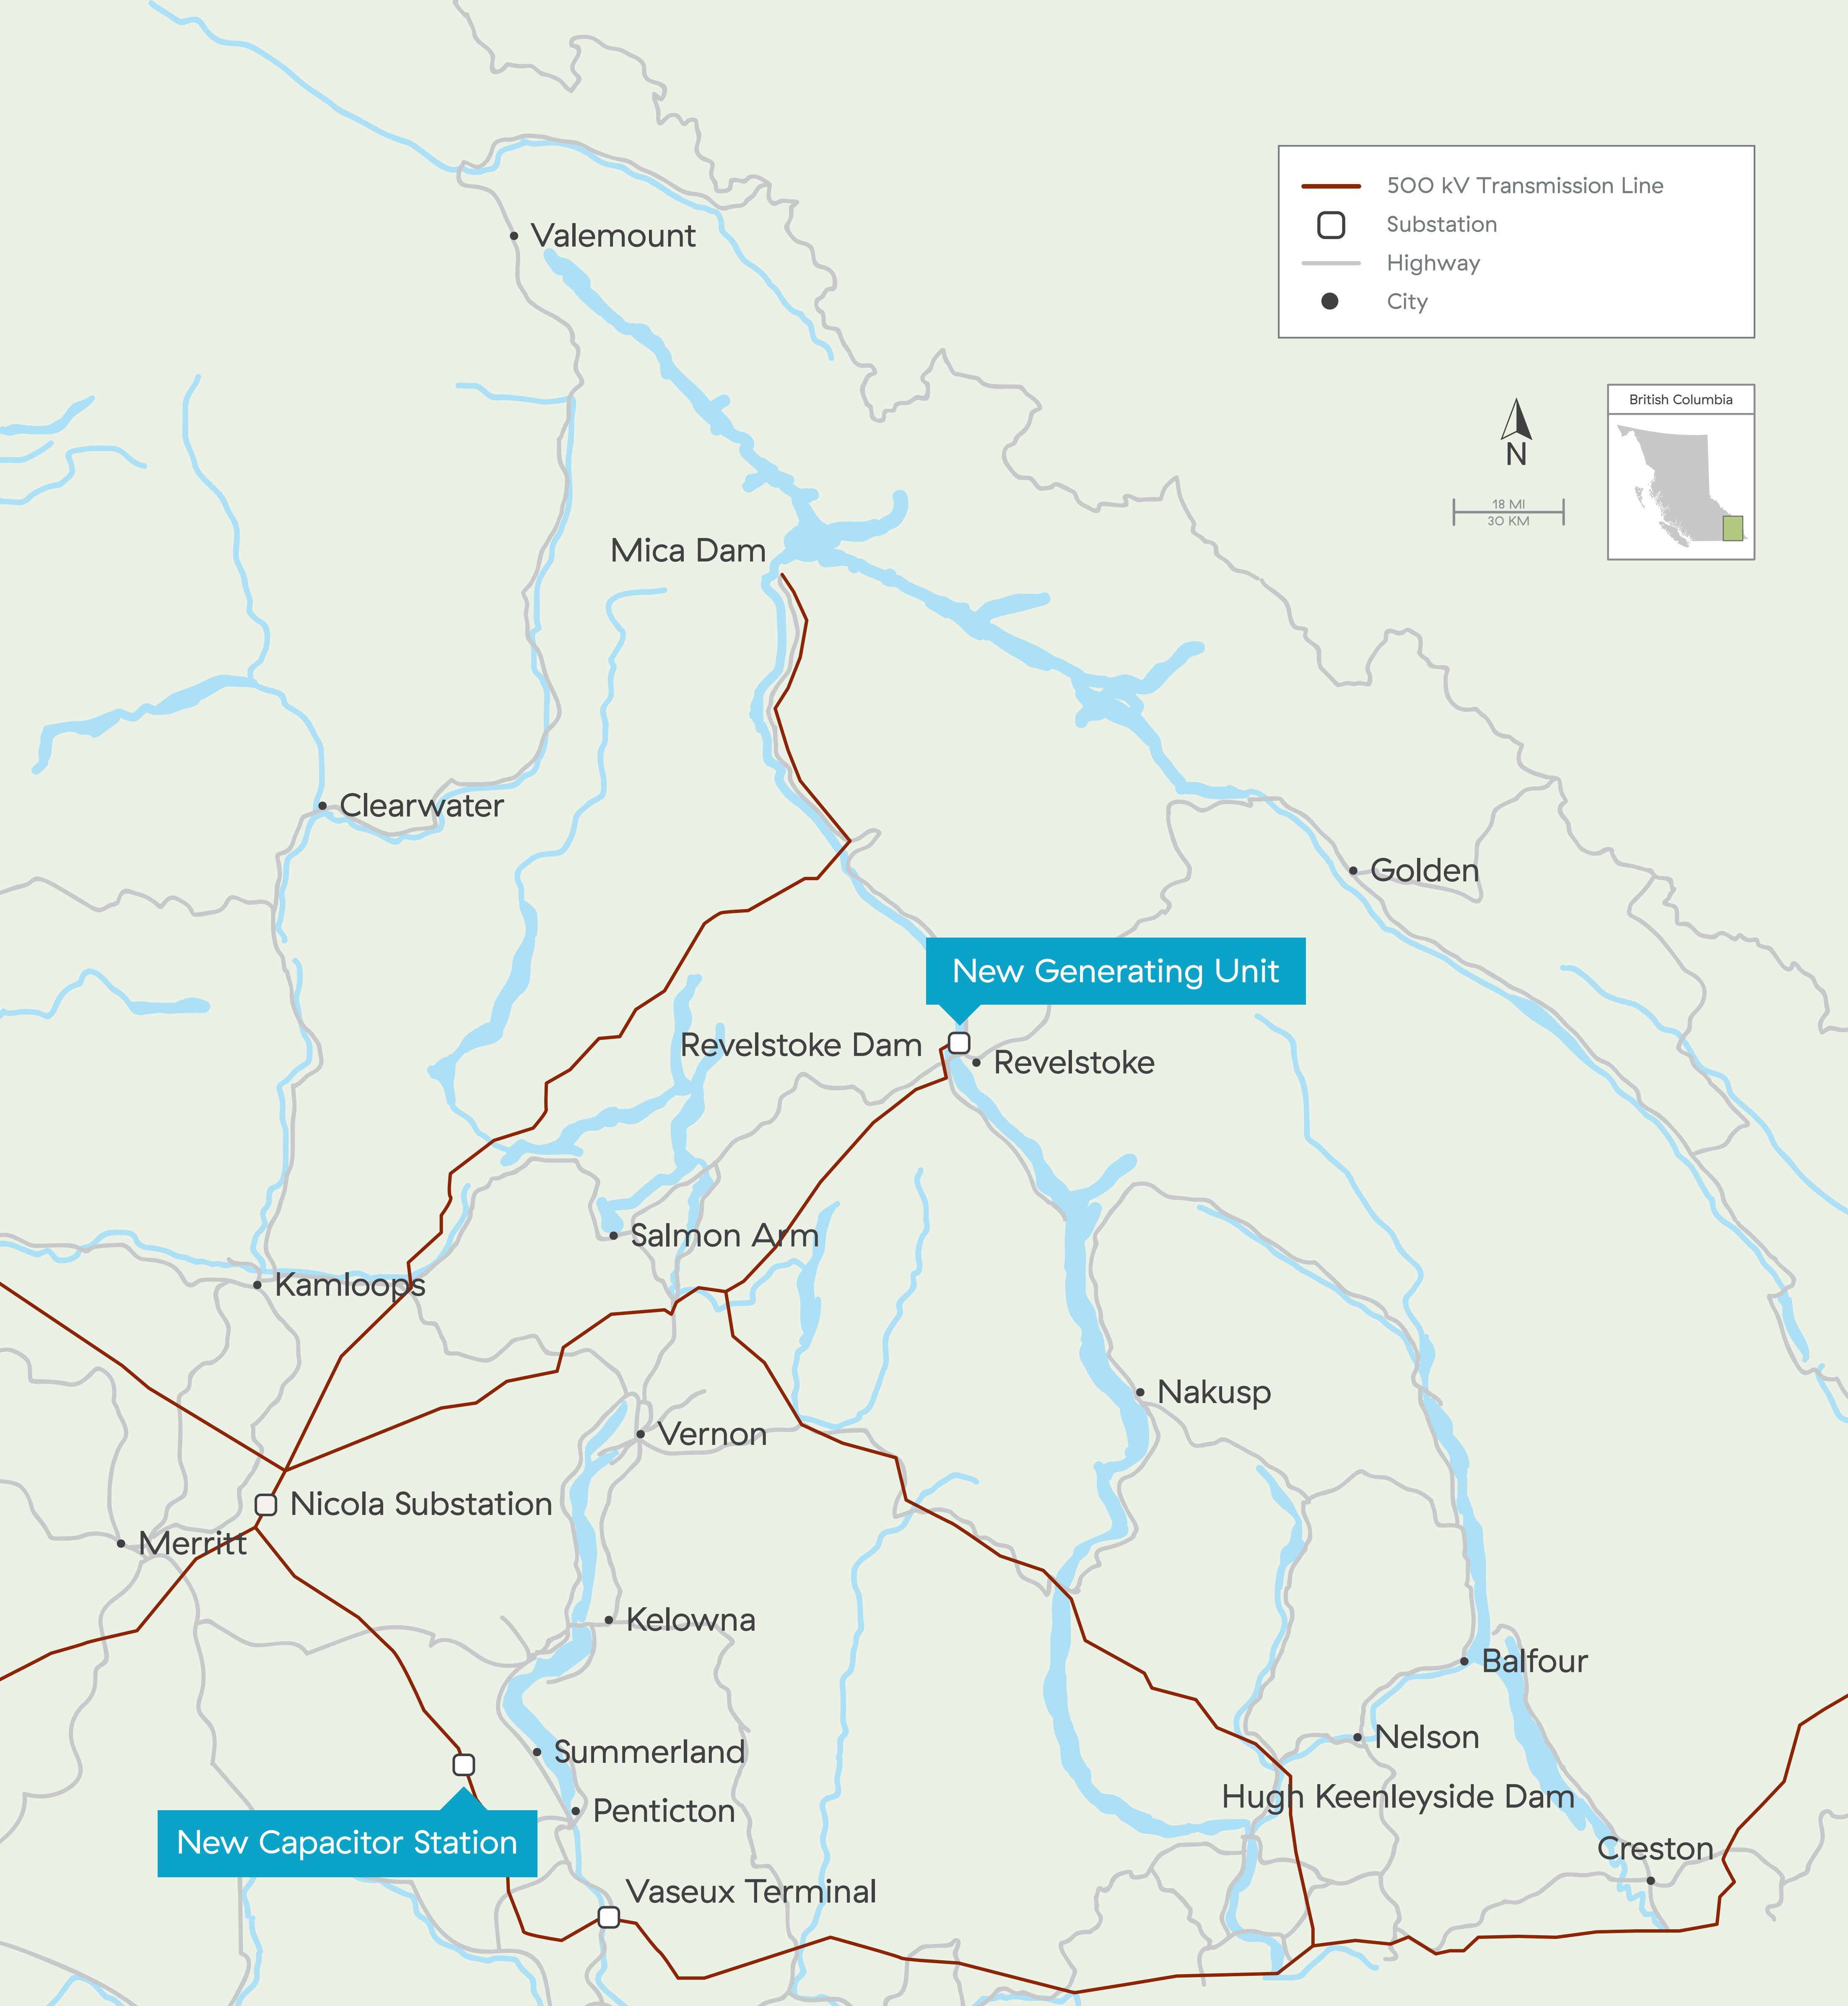 500 kV Transmission Line
Substation
Valemount
Highway
City
British Columbia
N
18 MI
30 KM
Mica Dam
Clearwater
Golden
New Generating Unit
Revelstoke Dam
Revelstoke
Salmon Arm
Kamloops
Nakusp
Vernon
Nicola Substation
Merritt
Kelowna
Balfour
Nelson
Summerland
Hugh Keenleyside Dam
Penticton
New Capacitor Station
Creston
Vaseux Terminal